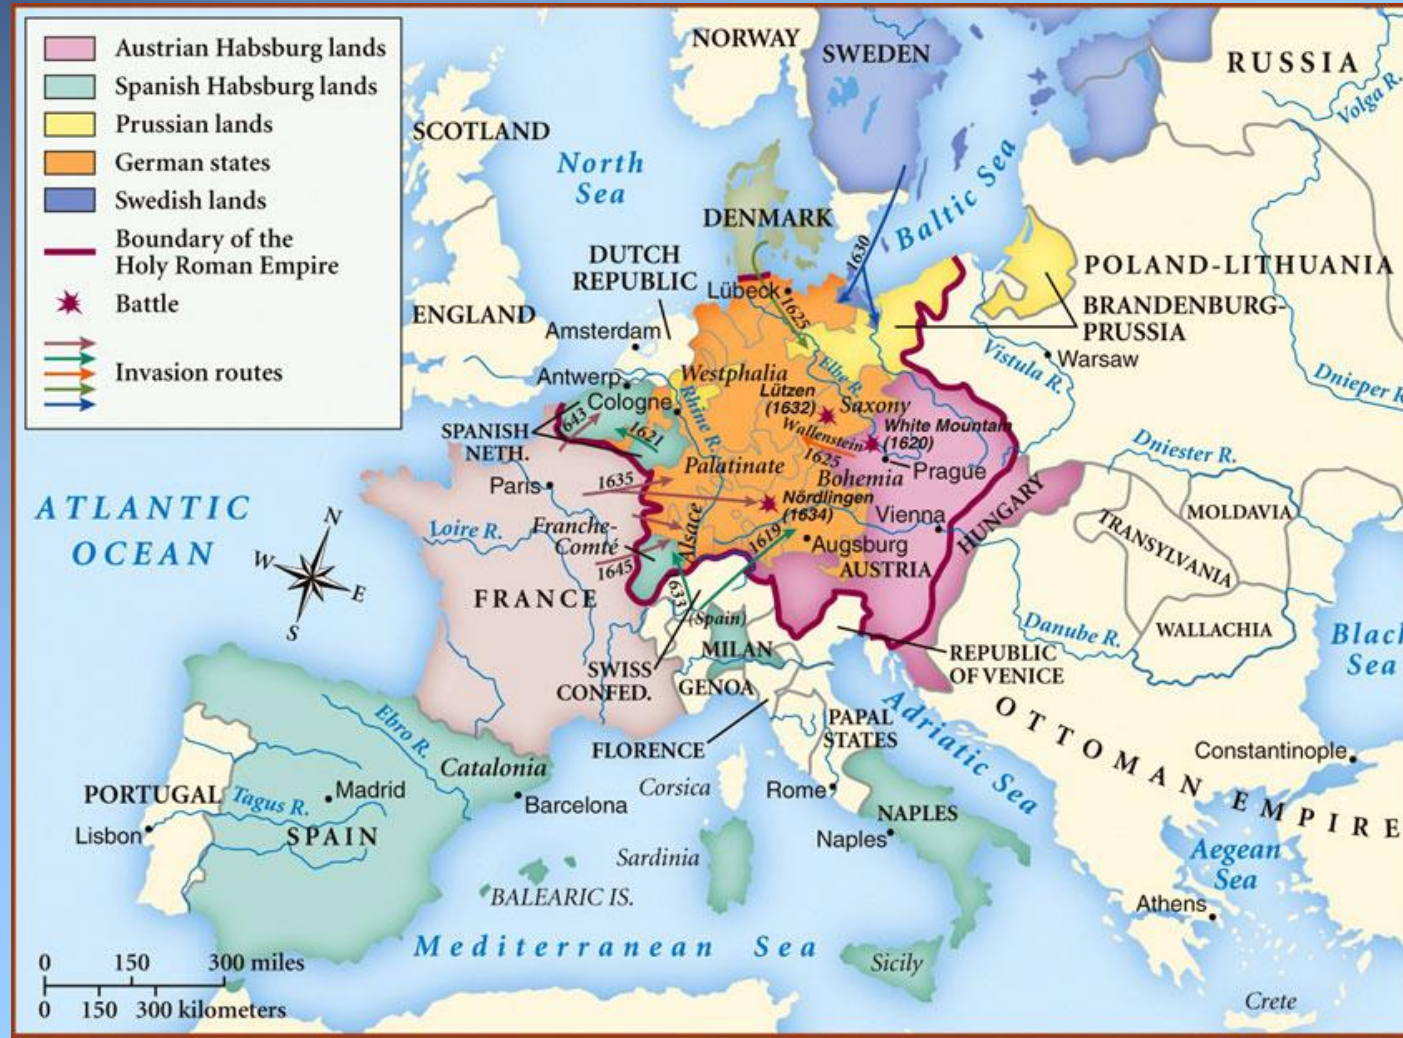 Austrian Habsburg lands
Spanish Habsburg lands
Prussian lands
German states
Swedish lands
Boundary of the
Holy Roman Empire
Battle
Invasion routes
NORWAY
SWEDEN
RUSSIA
Volga R.
SCOTLAND
North
Sea
Baltic Sea
DENMARK
1630
DUTCH
REPUBLIC
Lübeck
1625
POLAND-LITHUANIA
BRANDENBURG-
PRUSSIA
ENGLAND
Amsterdam
Vistula R.
Warsaw
Elbe R.
Dnieper R.
Antwerp
Westphalia
Cologne
Rhine R.
Lützen
(1632)
Saxony
643
SPANISH
NETH.
1621
Wallenstein
White Mountain
(1620)
1625
Dniester R.
Palatinate
Bohemia
Prague
Paris
1635
Nördlingen
(1634)
HUNGARY
ATLANTIC
OCEAN
N
W
E
S
Loire R.
Franche-
Comté
Alsace
1619
Vienna
TRANSYLVANIA
MOLDAVIA
Augsburg
AUSTRIA
1645
633
FRANCE
(Spain)
MILAN
Danube R.
WALLACHIA
Black
Sea
SWISS
CONFED.
GENOA
REPUBLIC
OF VENICE
Ebro R.
FLORENCE
PAPAL
STATES
Adriatic Sea
OTTOMAN EMPIRE
Constantinople
Catalonia
Corsica
Rome
PORTUGAL
Tagus R.
Madrid
Barcelona
NAPLES
Lisbon
SPAIN
Naples
Sardinia
Aegean
Sea
BALEARIC IS.
Athens
Mediterranean Sea
Sicily
Crete
0 150 300 miles
0 150 300 kilometers